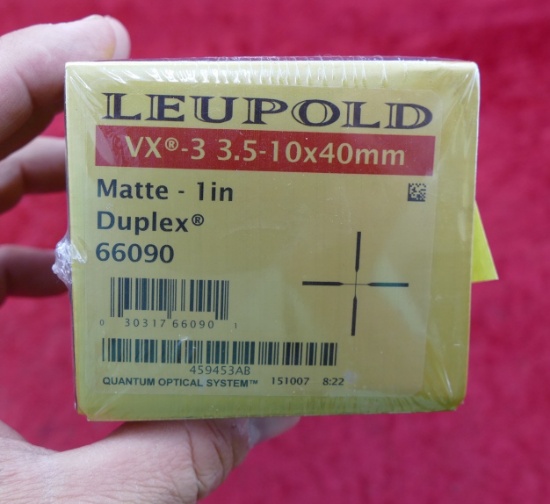 LEUPOLD
VX®-3 3.5-10x40mm
Matte - 1in
Duplex®
66090
0 30317 66090 1
459453AB
QUANTUM OPTICAL SYSTEM™ 151007 8:22